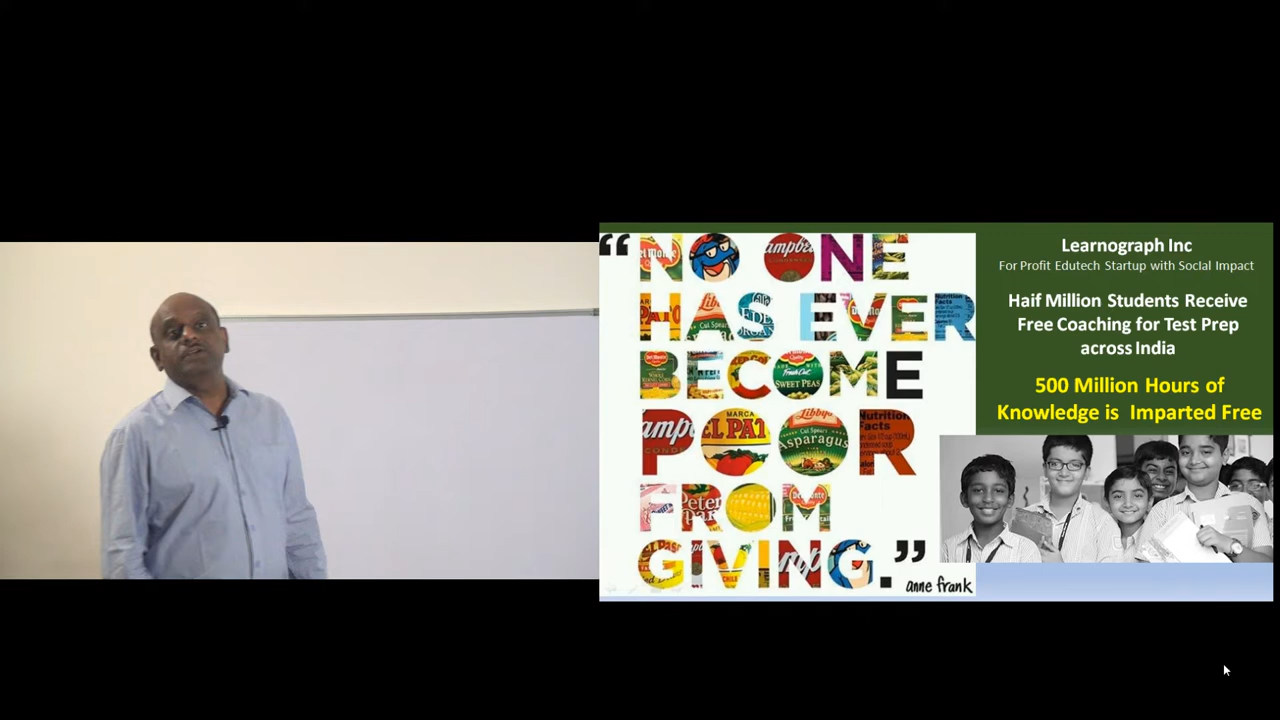 “NO ONE
HAS EVER
BECOME
POOR
FROM
GIVING.”
anne frank
Learnograph Inc
For Profit Edutech Startup with Social Impact
Haif Million Students Receive
Free Coaching for Test Prep
across India
500 Million Hours of
Knowledge is Imparted Free